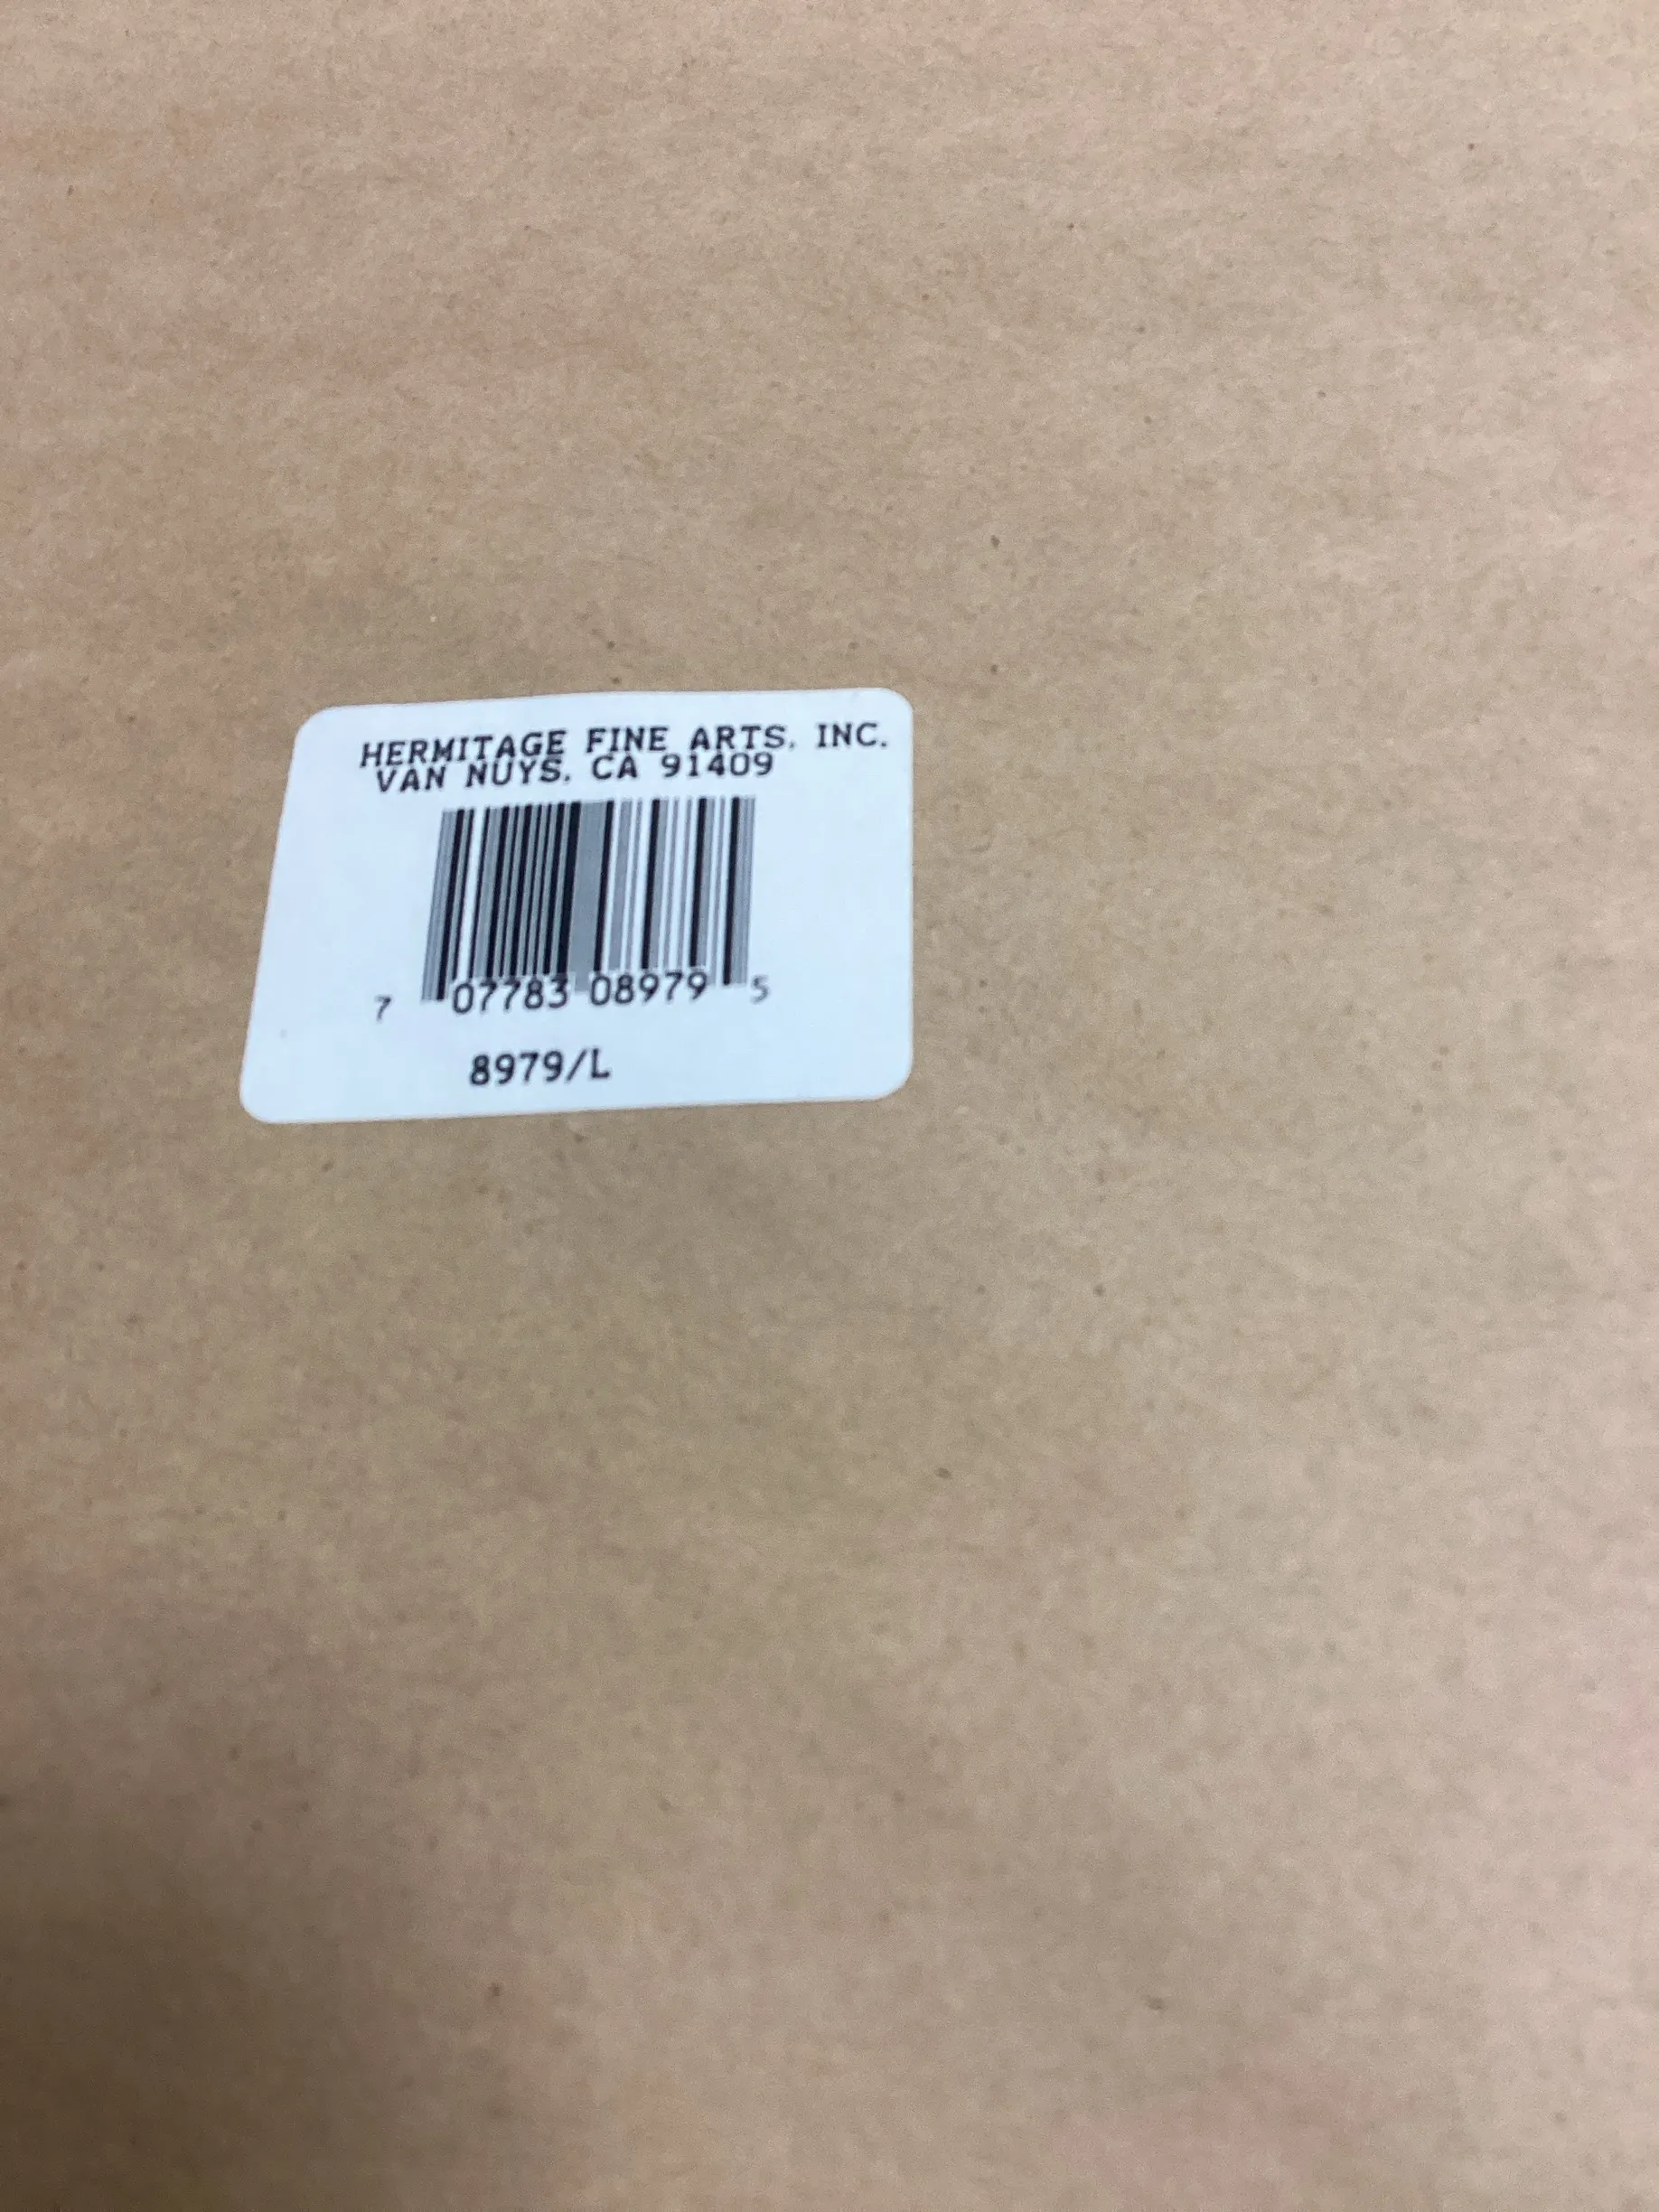 HERMITAGE FINE ARTS, INC.
VAN NUYS, CA 91409
7 07783 08979 5
8979/L